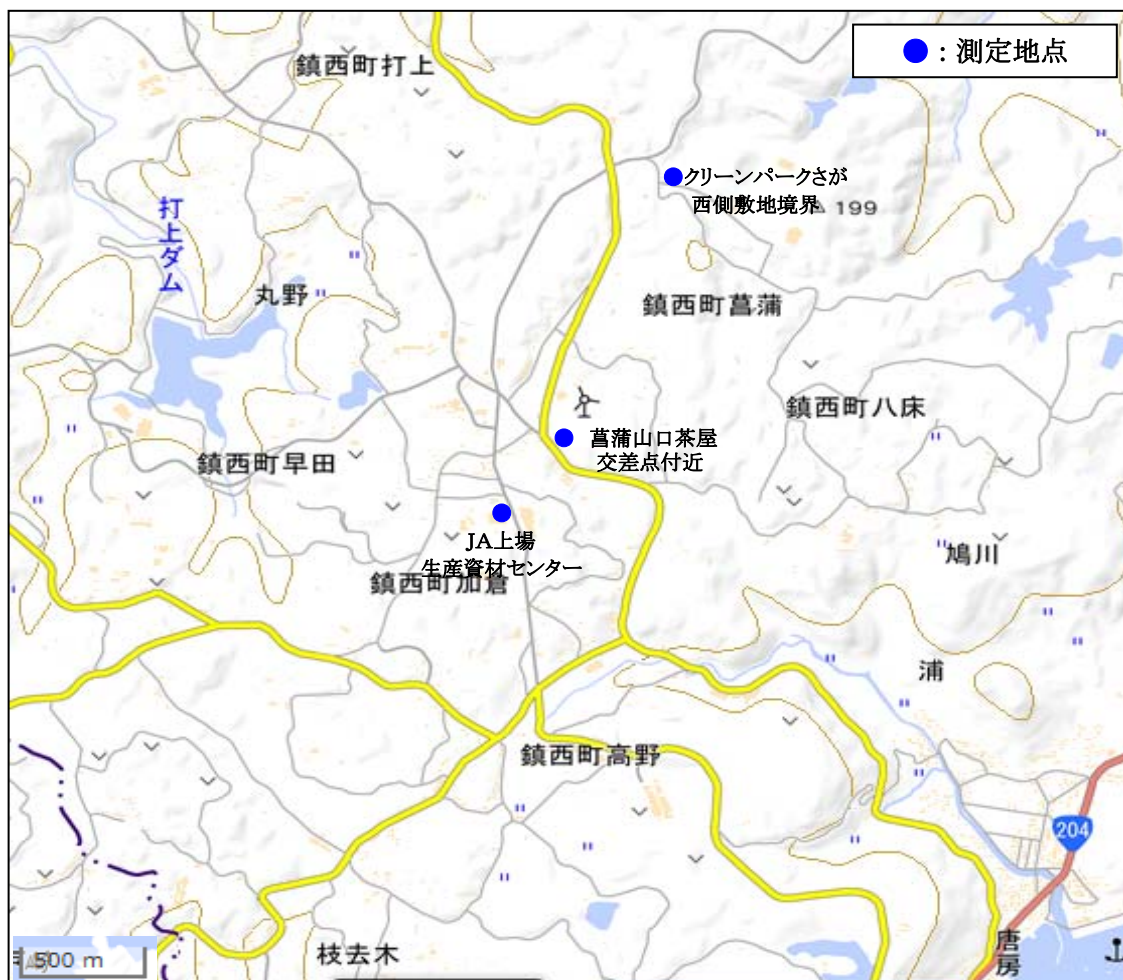 ●：測定地点
鎮西町打上
クリーンパークさが
西側敷地境界
199
打上ダム
丸野
鎮西町菖蒲
鎮西町八床
菖蒲山口茶屋
交差点付近
鎮西町早田
JA上場
生産資材センター
鎮西町加倉
鳩川
浦
鎮西町高野
204
唐房
枝去木
500 m